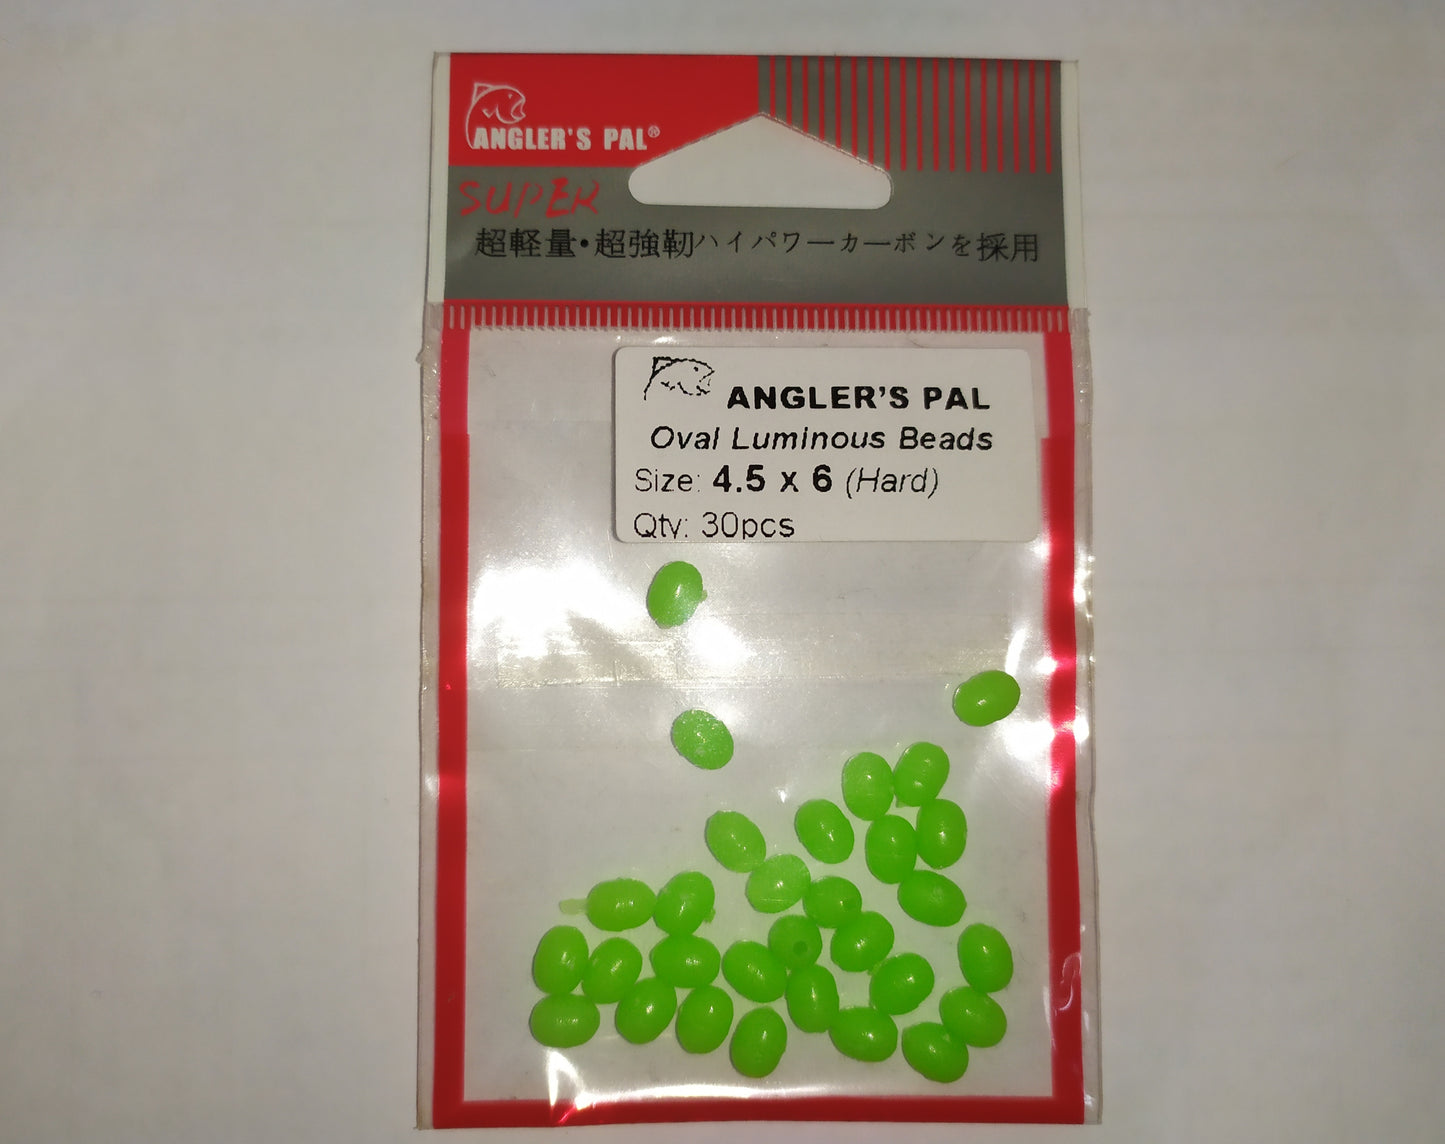 ANGLER'S PAL®
SUPER
超軽量・超強靭ハイパワーカーボンを採用
ANGLER'S PAL
Oval Luminous Beads
Size: 4.5 x 6 (Hard)
Qty: 30pcs